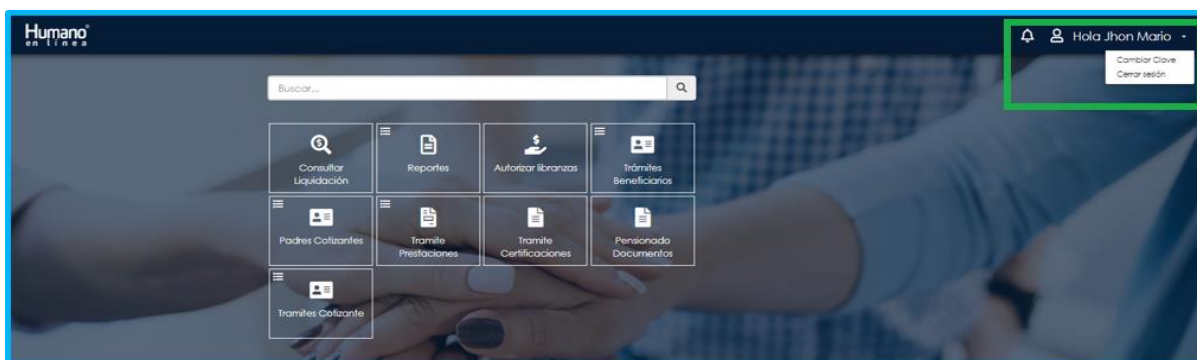 Humano®
en línea
Hola Jhon Mario
Cambiar Clave
Cerrar sesión
Buscar...
Consultar
Liquidación
Reportes
Autorizar libranzas
Trámites
Beneficiarios
Padres Cotizantes
Tramite
Prestaciones
Tramite
Certificaciones
Pensionado
Documentos
Tramites Cotizante